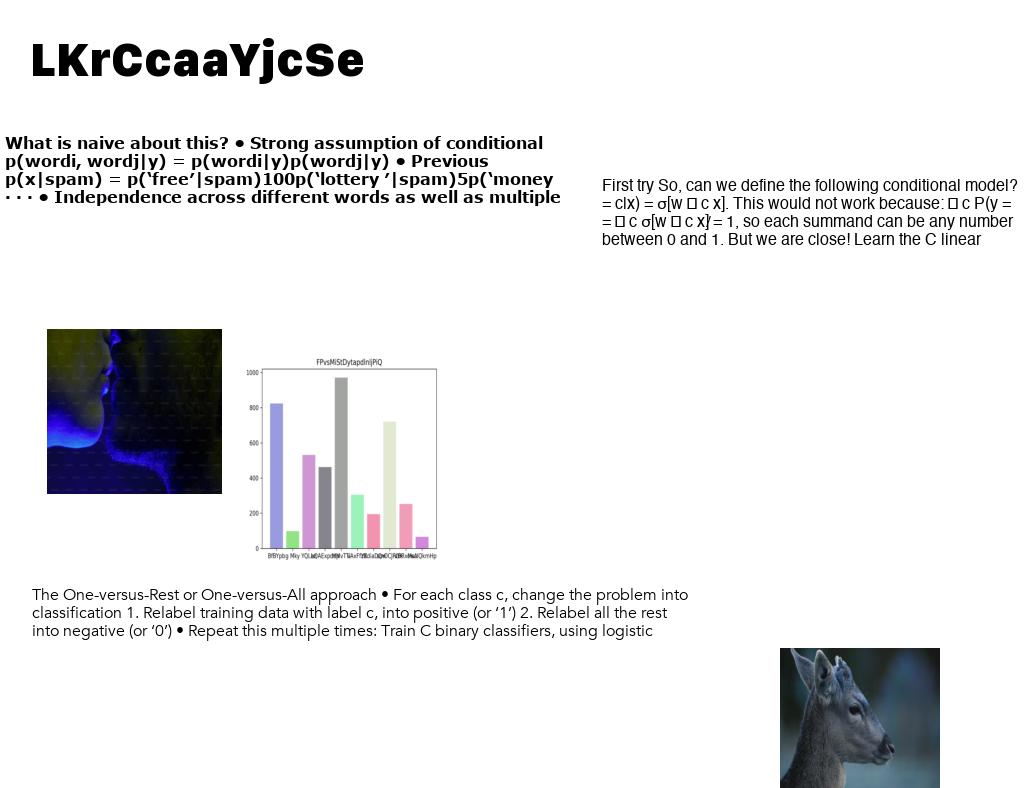 LKrCcaaYjcSe
What is naive about this? • Strong assumption of conditional
p(wordi, wordj|y) = p(wordi|y)p(wordj|y) • Previous
p(x|spam) = p(‘free’|spam)100p(‘lottery ’|spam)5p(‘money
· · · • Independence across different words as well as multiple
First try So, can we define the following conditional model?
= c|x) = σ[w □ c x]. This would not work because: □ c P(y =
= □ c σ[w □ c x] ̸= 1, so each summand can be any number
between 0 and 1. But we are close! Learn the C linear
FPvsMiStDytapdInijPiQ
1000
800
600
400
200
0
BfBYpbg Mky
The One-versus-Rest or One-versus-All approach • For each class c, change the problem into
classification 1. Relabel training data with label c, into positive (or ‘1’) 2. Relabel all the rest
into negative (or ‘0’) • Repeat this multiple times: Train C binary classifiers, using logistic